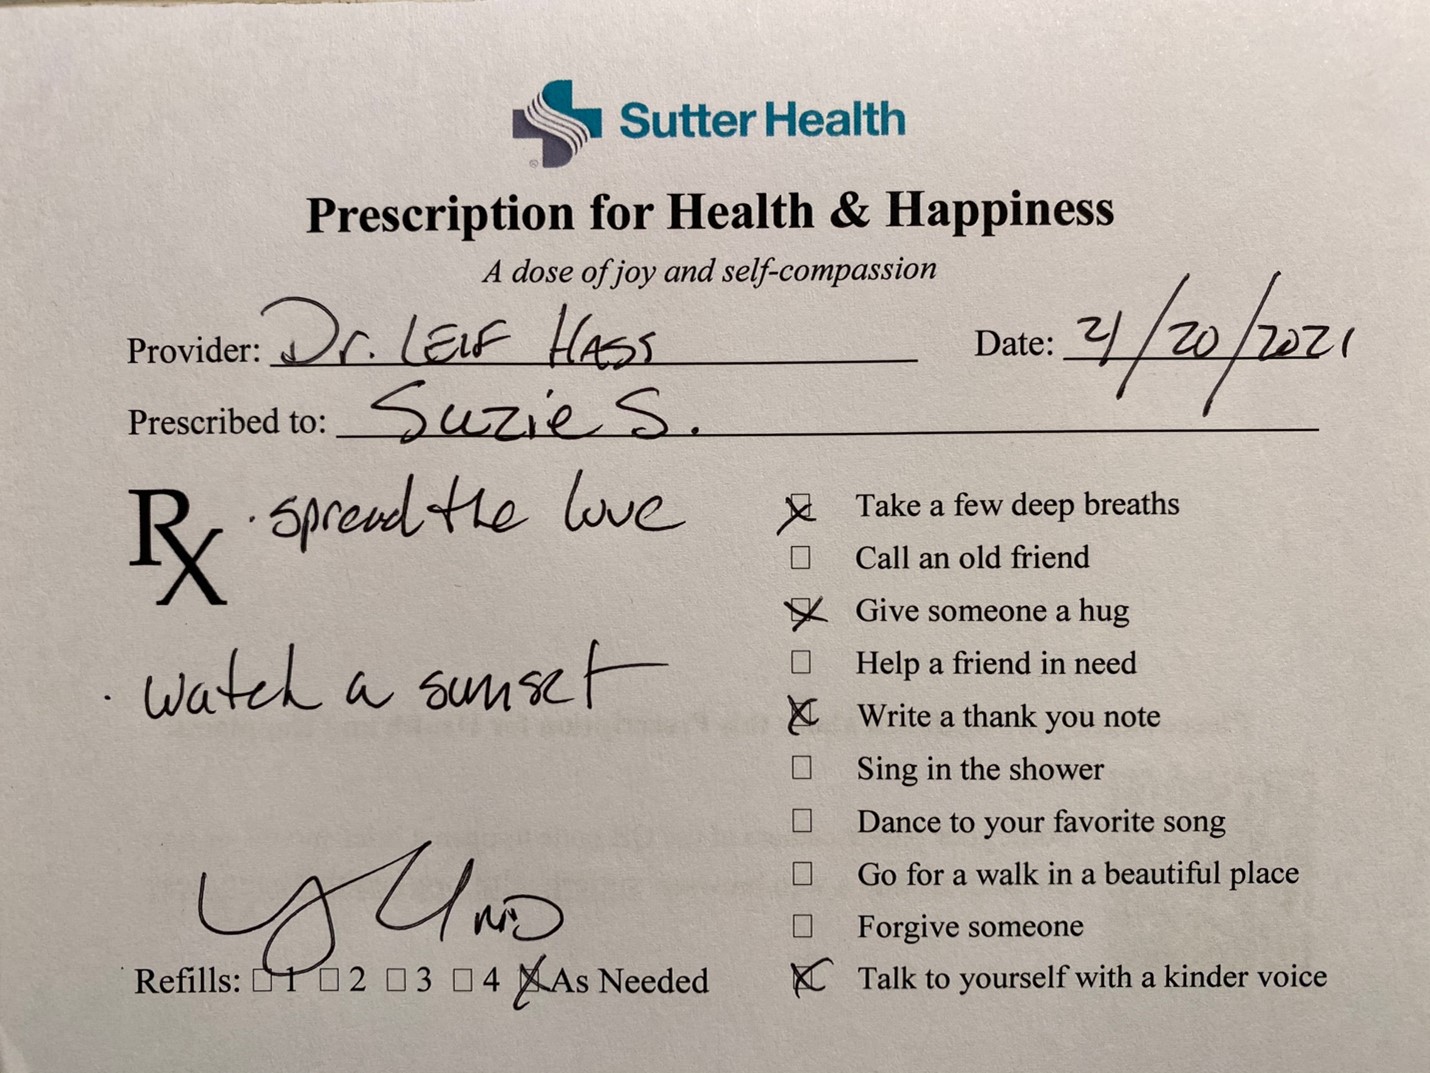 Sutter Health
Prescription for Health & Happiness
A dose of joy and self-compassion
Provider: Dr. LEIF HASS Date: 2/20/2021
Prescribed to: Suzie S.
Rx · spread the love
· watch a sunset
☒ Take a few deep breaths
☐ Call an old friend
☒ Give someone a hug
☐ Help a friend in need
☒ Write a thank you note
☐ Sing in the shower
☐ Dance to your favorite song
☐ Go for a walk in a beautiful place
☐ Forgive someone
☒ Talk to yourself with a kinder voice
MD
Refills: ☐ 1 ☐ 2 ☐ 3 ☐ 4 ☒ As Needed